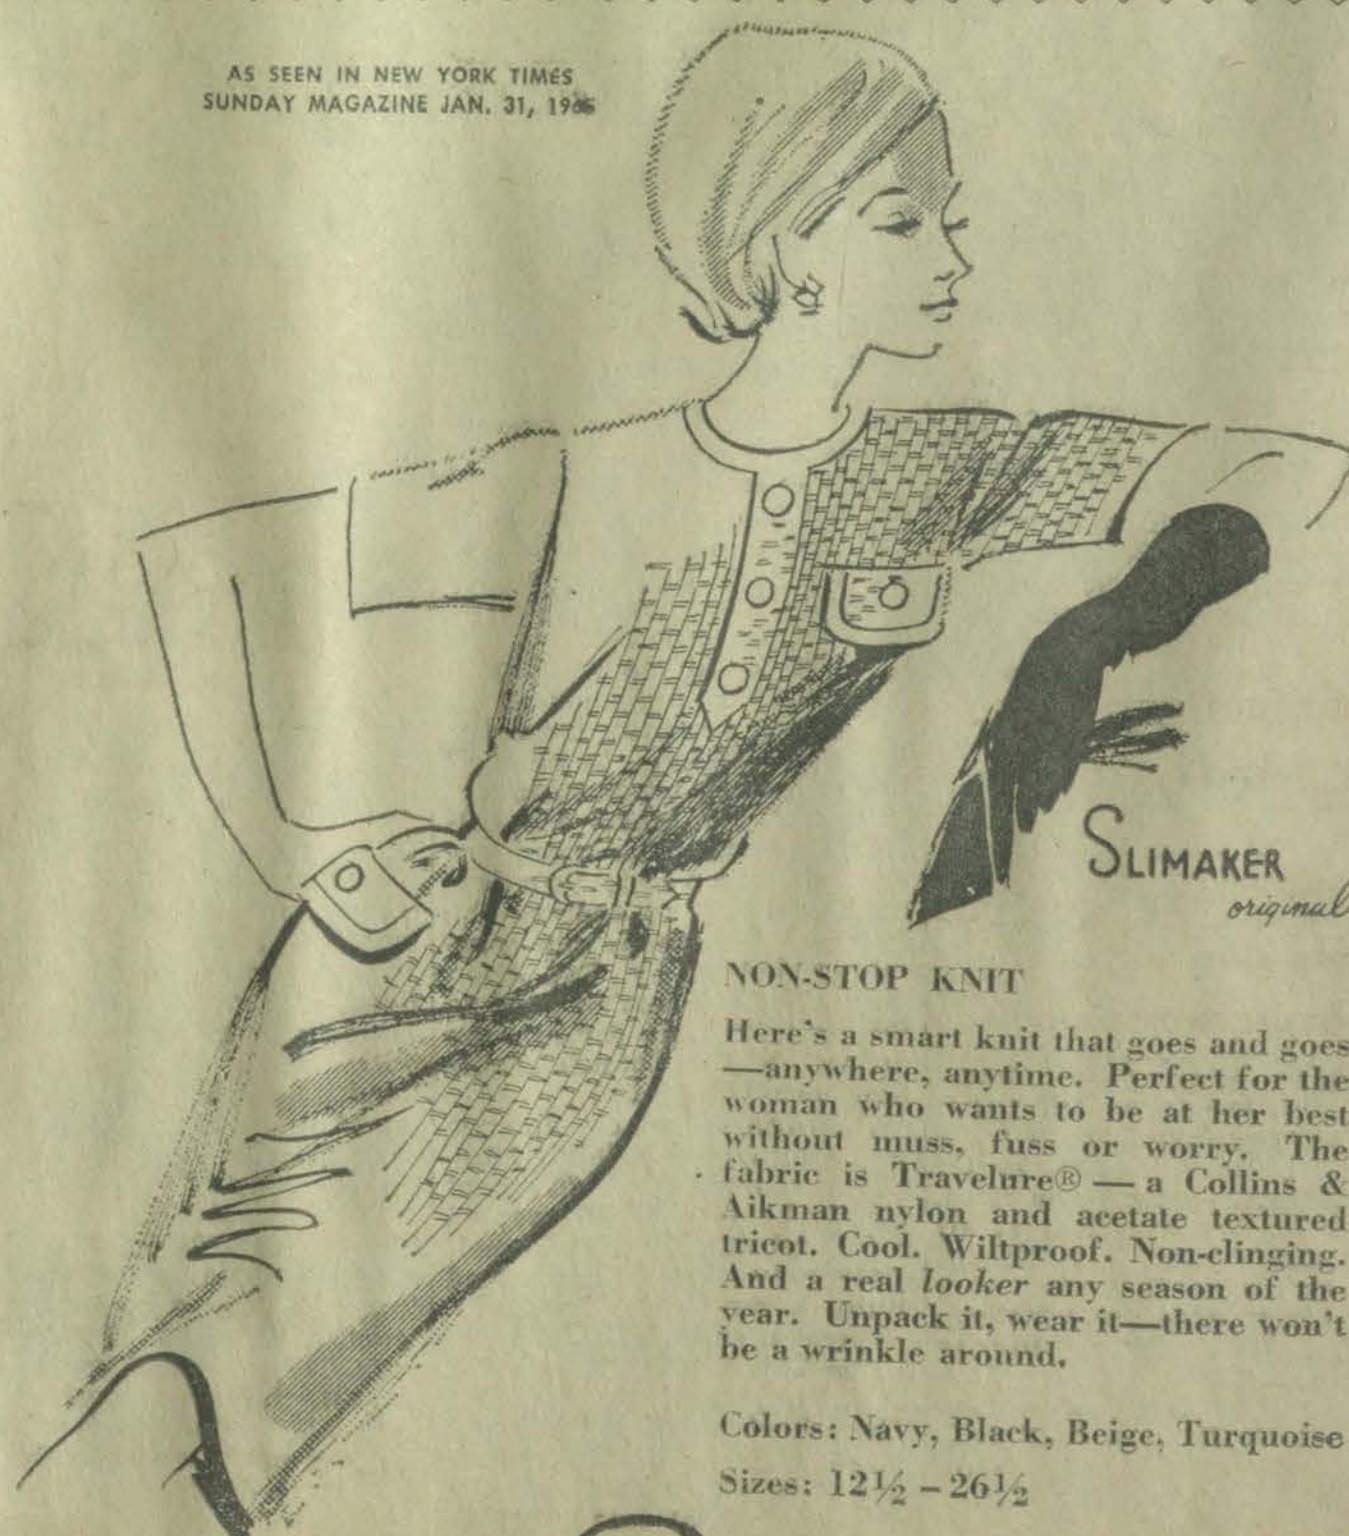 AS SEEN IN NEW YORK TIMES
SUNDAY MAGAZINE JAN. 31, 1965
SLIMAKER
original
NON-STOP KNIT
Here's a smart knit that goes and goes
—anywhere, anytime. Perfect for the
woman who wants to be at her best
without muss, fuss or worry. The
fabric is Travelure® — a Collins &
Aikman nylon and acetate textured
tricot. Cool. Wiltproof. Non-clinging.
And a real looker any season of the
year. Unpack it, wear it—there won't
be a wrinkle around.
Colors: Navy, Black, Beige, Turquoise
Sizes: 12½ – 26½